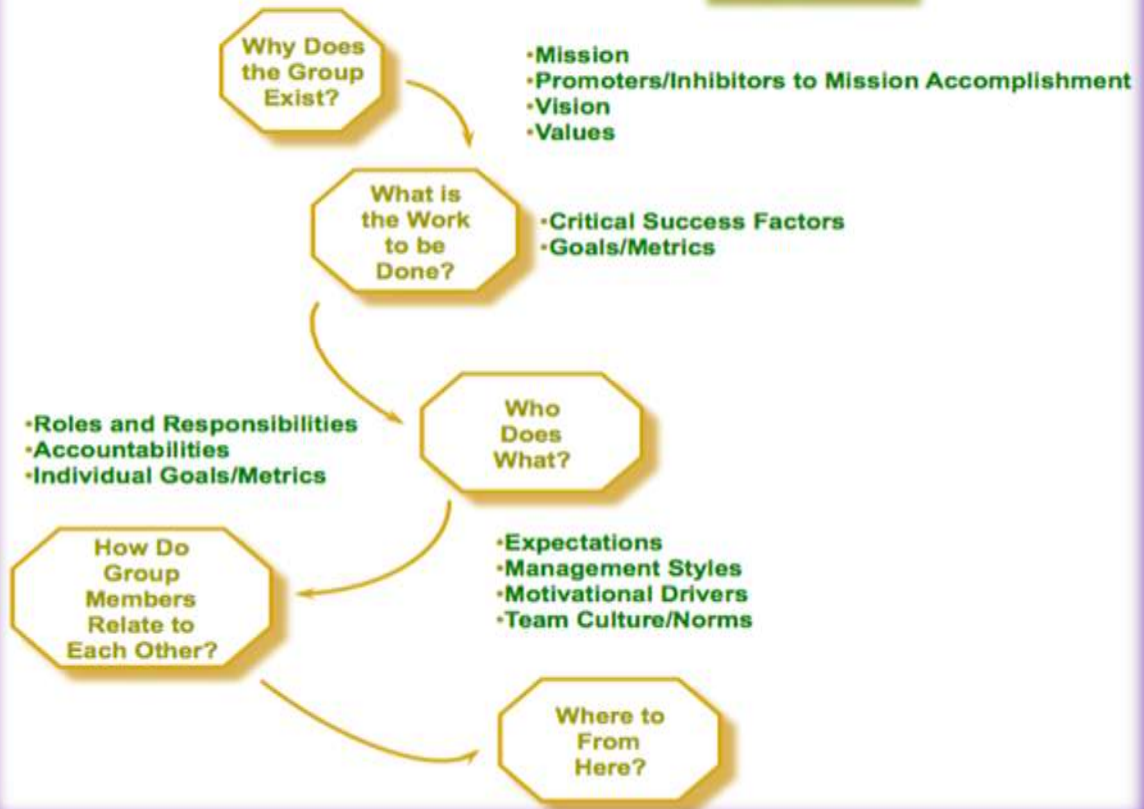 Why Does
the Group
Exist?
•Mission
•Promoters/Inhibitors to Mission Accomplishment
•Vision
•Values
What is
the Work
to be
Done?
•Critical Success Factors
•Goals/Metrics
Who
Does
What?
•Roles and Responsibilities
•Accountabilities
•Individual Goals/Metrics
How Do
Group
Members
Relate to
Each Other?
•Expectations
•Management Styles
•Motivational Drivers
•Team Culture/Norms
Where to
From
Here?